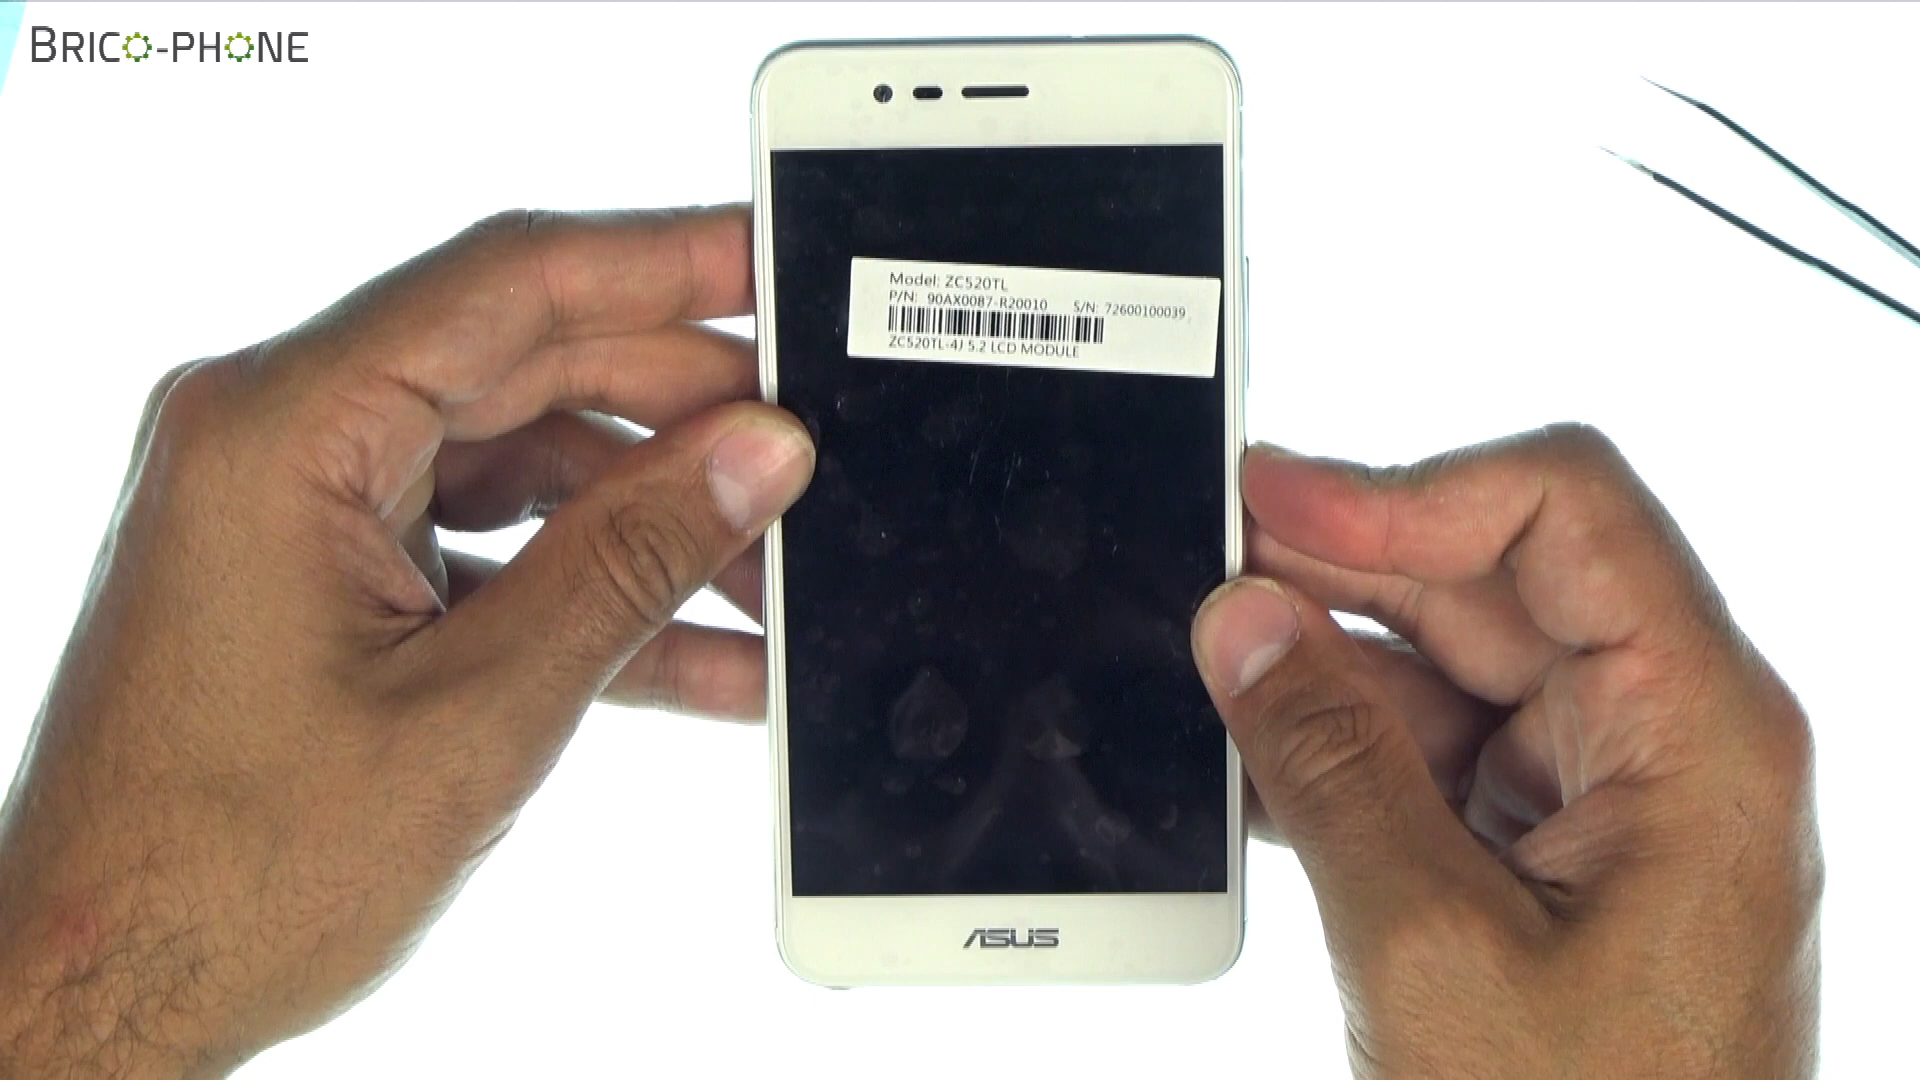 BRICO-PHONE
Model: ZC520TL
P/N: 90AX0087-R20010 S/N: 72600100039
ZC520TL-4J 5.2 LCD MODULE
ASUS